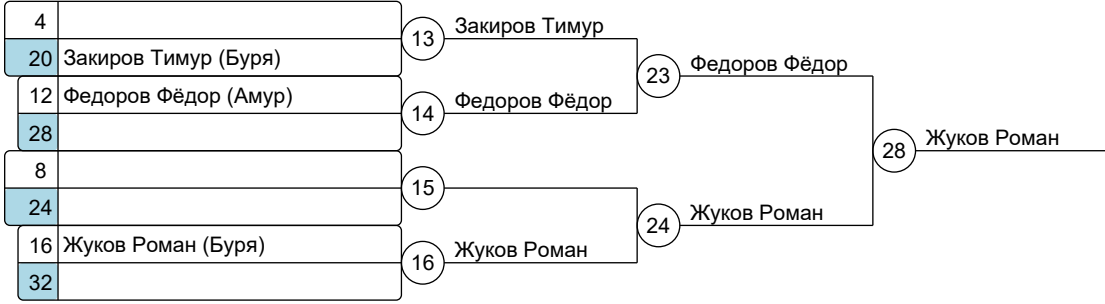 4
13
Закиров Тимур
20 Закиров Тимур (Буря)
23
Федоров Фёдор
12 Федоров Фёдор (Амур)
14
Федоров Фёдор
28
28
Жуков Роман
8
15
24
24
Жуков Роман
16 Жуков Роман (Буря)
16
Жуков Роман
32